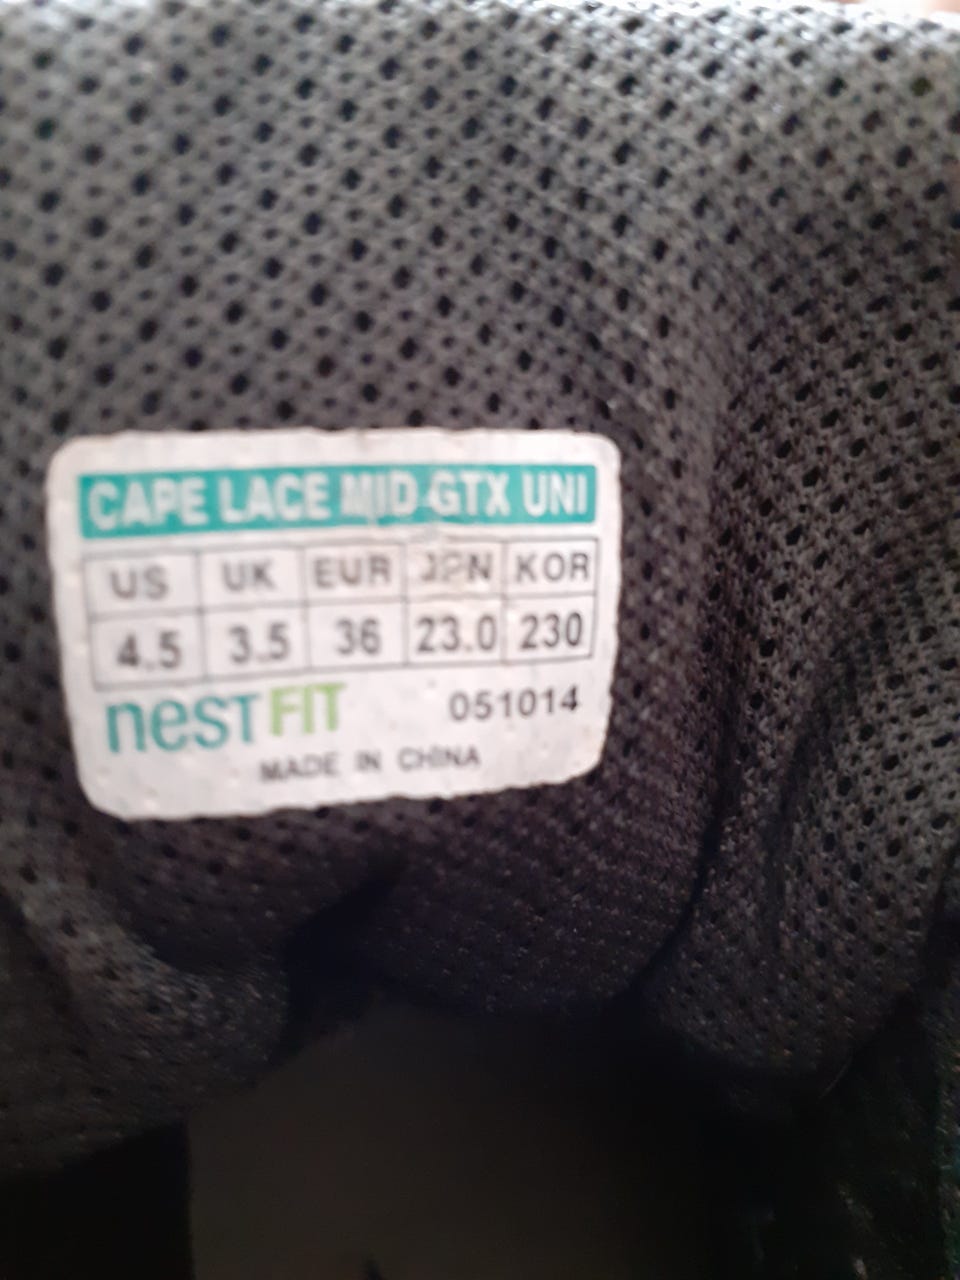 CAPE LACE MID GTX UNI
US UK EUR JPN KOR
4.5 3.5 36 23.0 230
nestFIT 051014
MADE IN CHINA